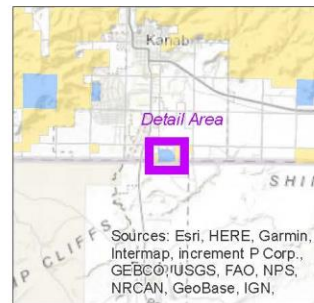 Kanab
Detail Area
SHI
IP CLIFFS
Sources: Esri, HERE, Garmin,
Intermap, increment P Corp.,
GEBCO, USGS, FAO, NPS,
NRCAN, GeoBase, IGN,